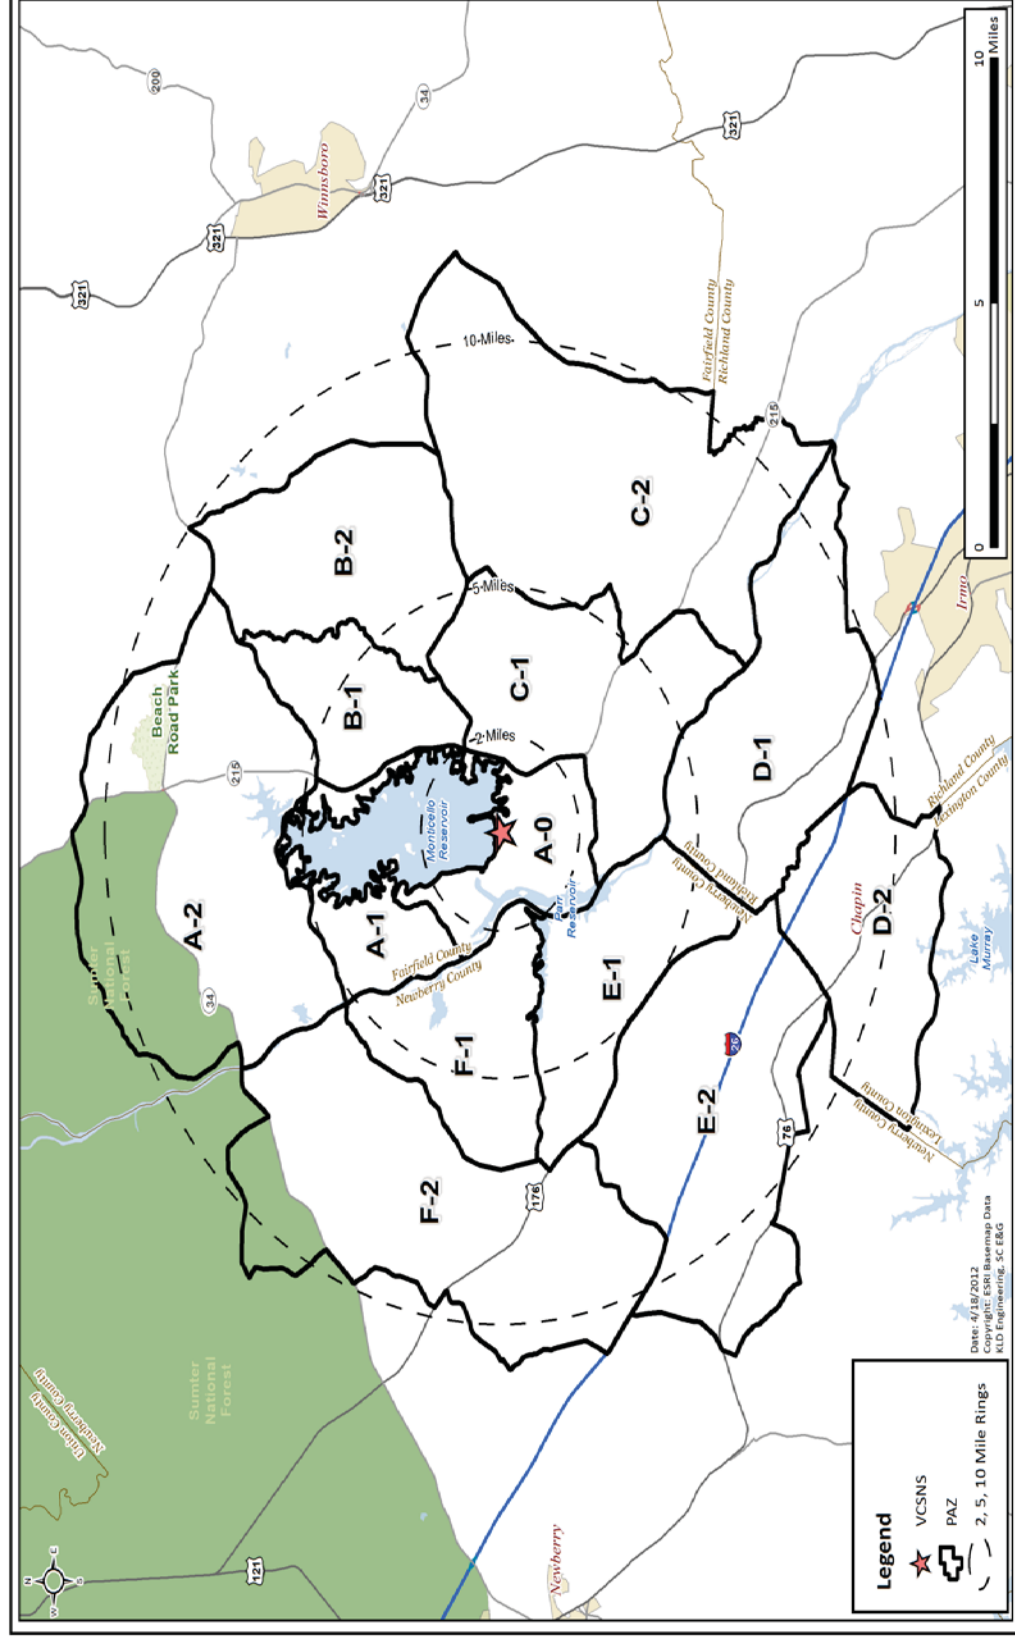 N
W
E
S
Union County
Newberry County
Sumter
National
Forest
121
Newberry
Sumter
National
Forest
34
A-2
215
Beach
Road Park
200
321
321
Winnsboro
34
321
321
10-Miles
B-2
B-1
5-Miles
C-2
C-1
2-Miles
Monticello
Reservoir
A-0
A-1
Fairfield County
Newberry County
Parr
Reservoir
F-1
E-1
F-2
176
E-2
26
76
Newberry County
Richland County
D-1
Fairfield County
Richland County
215
Chapin
D-2
Irmo
Richland County
Lexington County
Newberry County
Lexington County
Lake
Murray
Date: 4/18/2012
Copyright: ESRI Basemap Data
KLD Engineering, SC E&G
Legend
VCSNS
PAZ
2, 5, 10 Mile Rings
0
5
10
Miles